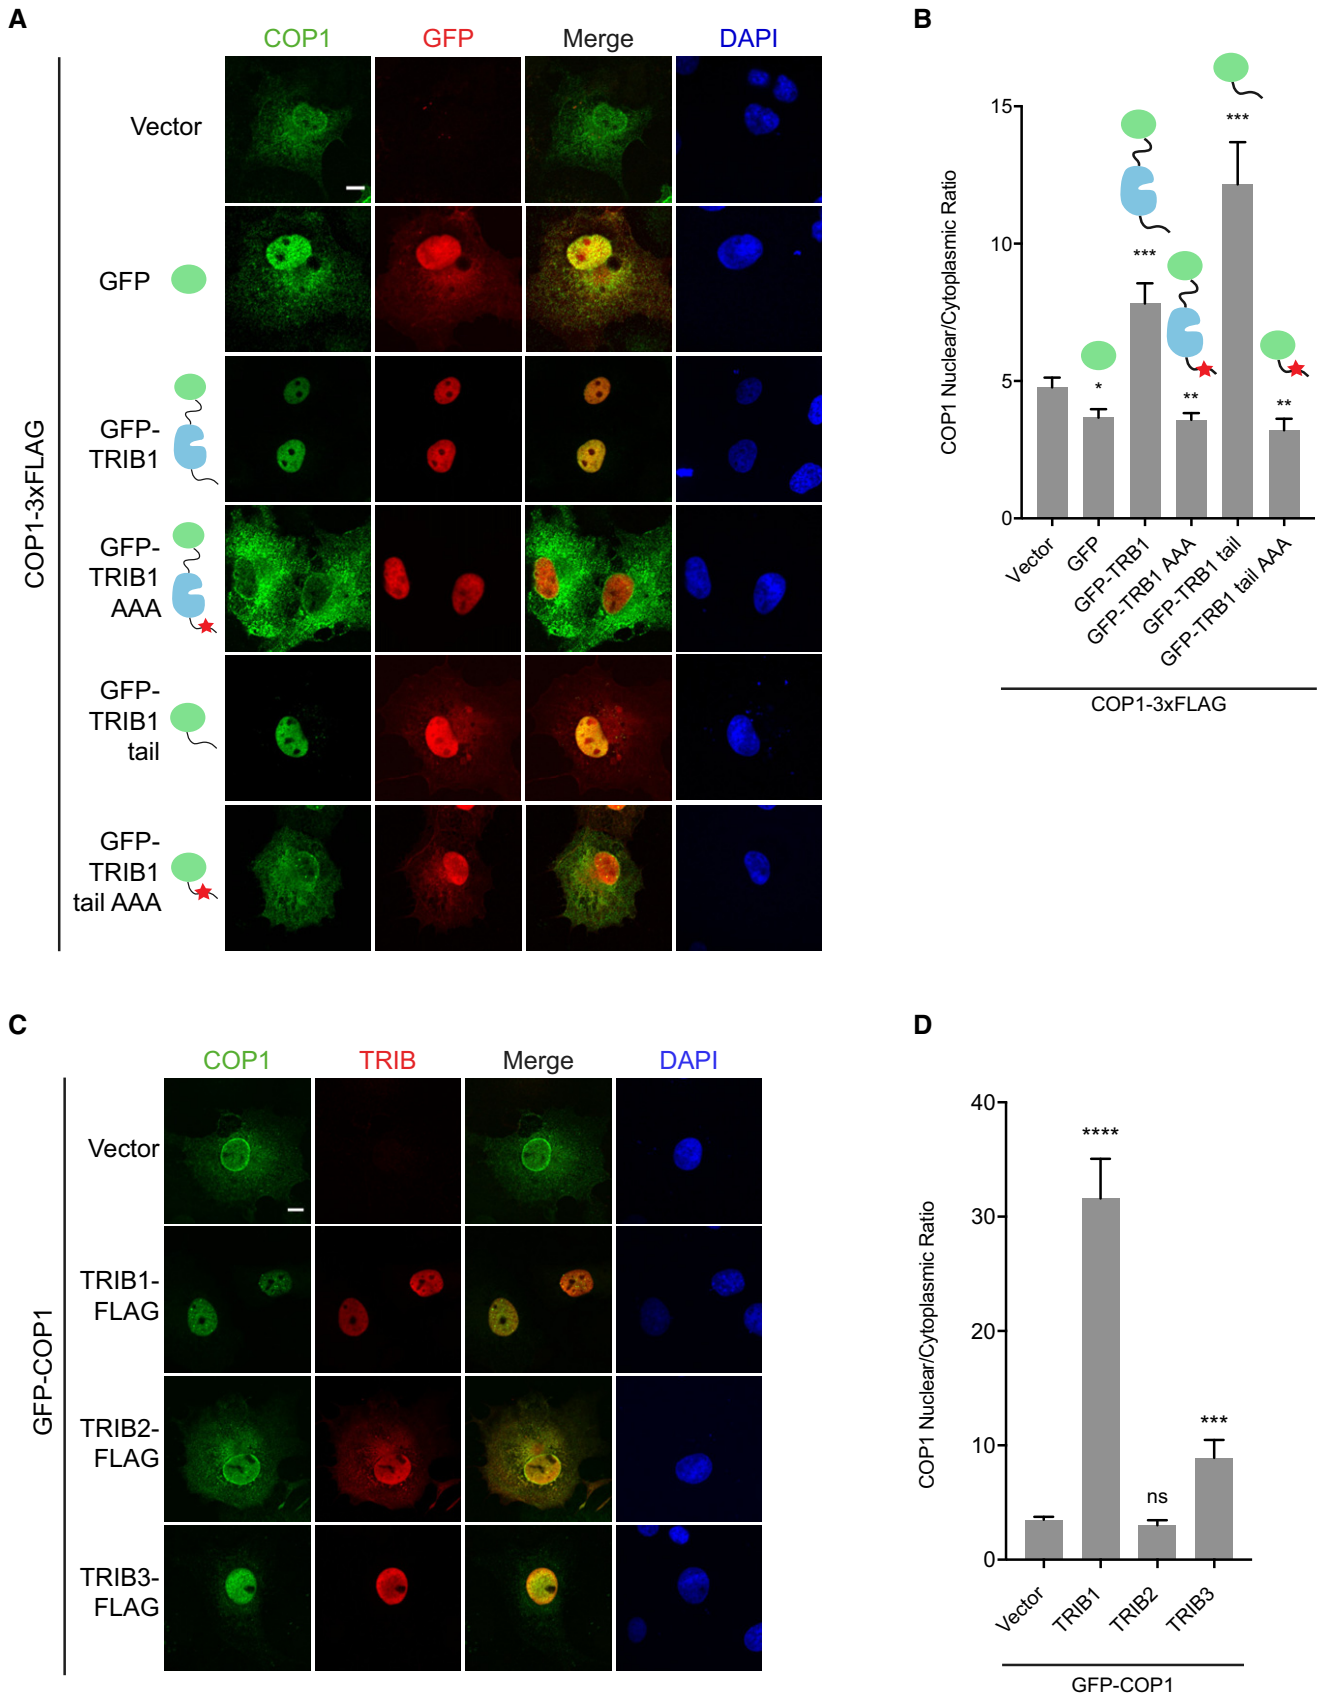 A
COP1 GFP Merge DAPI
COP1-3xFLAG
Vector
GFP
GFP-
TRIB1
GFP-
TRIB1
AAA
GFP-
TRIB1
tail
GFP-
TRIB1
tail AAA
B
COP1 Nuclear/Cytoplasmic Ratio
15
10
5
0
*
***
**
***
**
Vector
GFP
GFP-TRB1
GFP-TRB1 AAA
GFP-TRB1 tail
GFP-TRB1 tail AAA
COP1-3xFLAG
C
COP1 TRIB Merge DAPI
GFP-COP1
Vector
TRIB1-
FLAG
TRIB2-
FLAG
TRIB3-
FLAG
D
COP1 Nuclear/Cytoplasmic Ratio
40
30
20
10
0
****
ns
***
Vector
TRIB1
TRIB2
TRIB3
GFP-COP1